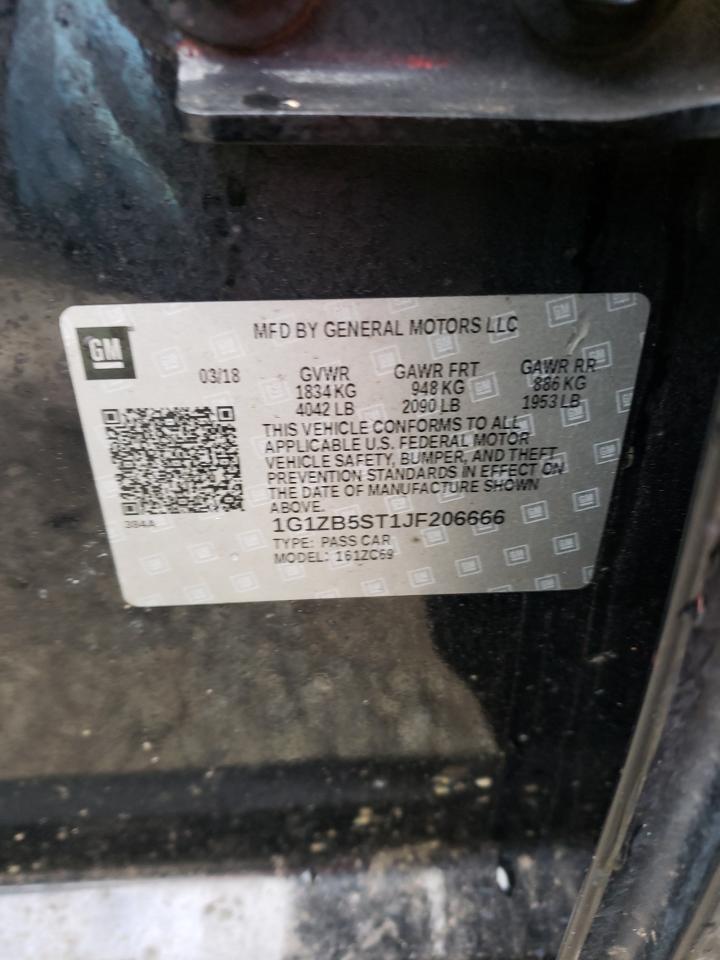 GM
MFD BY GENERAL MOTORS LLC
03/18
GVWR
1834 KG
4042 LB
GAWR FRT
948 KG
2090 LB
GAWR RR
886 KG
1953 LB
THIS VEHICLE CONFORMS TO ALL
APPLICABLE U.S. FEDERAL MOTOR
VEHICLE SAFETY, BUMPER, AND THEFT
PREVENTION STANDARDS IN EFFECT ON
THE DATE OF MANUFACTURE SHOWN
ABOVE.
384A
1G1ZB5ST1JF206666
TYPE: PASS CAR
MODEL: 161ZC69